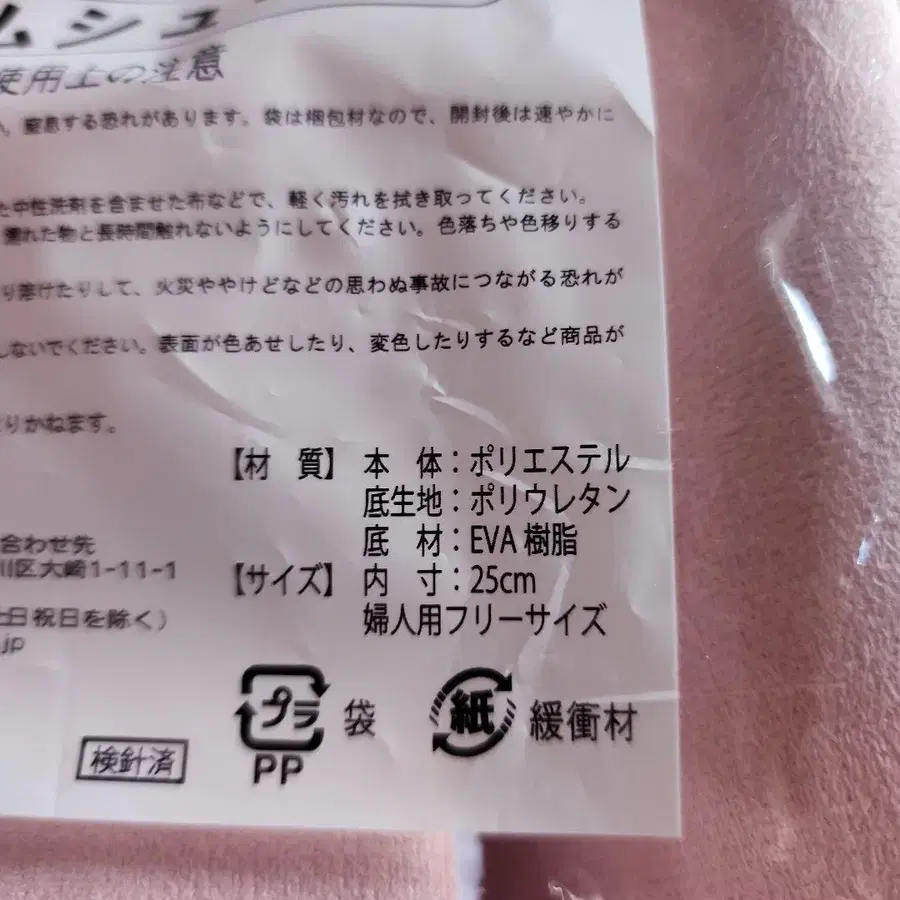 ムシュ
使用上の注意
。窒息する恐れがあります。袋は梱包材なので、開封後は速やかに
た中性洗剤を含ませた布などで、軽く汚れを拭き取ってください。
濡れた物と長時間触れないようにしてください。色落ちや色移りする
り溶けたりして、火災ややけどなどの思わぬ事故につながる恐れが
しないでください。表面が色あせしたり、変色したりするなど商品が
りかねます。
【材 質】 本 体：ポリエステル
底生地：ポリウレタン
底 材：EVA 樹脂
【サイズ】 内 寸：25cm
婦人用フリーサイズ
合わせ先
川区大崎1-11-1
土日祝日を除く）
.jp
プラ 袋
PP
紙 緩衝材
検針済